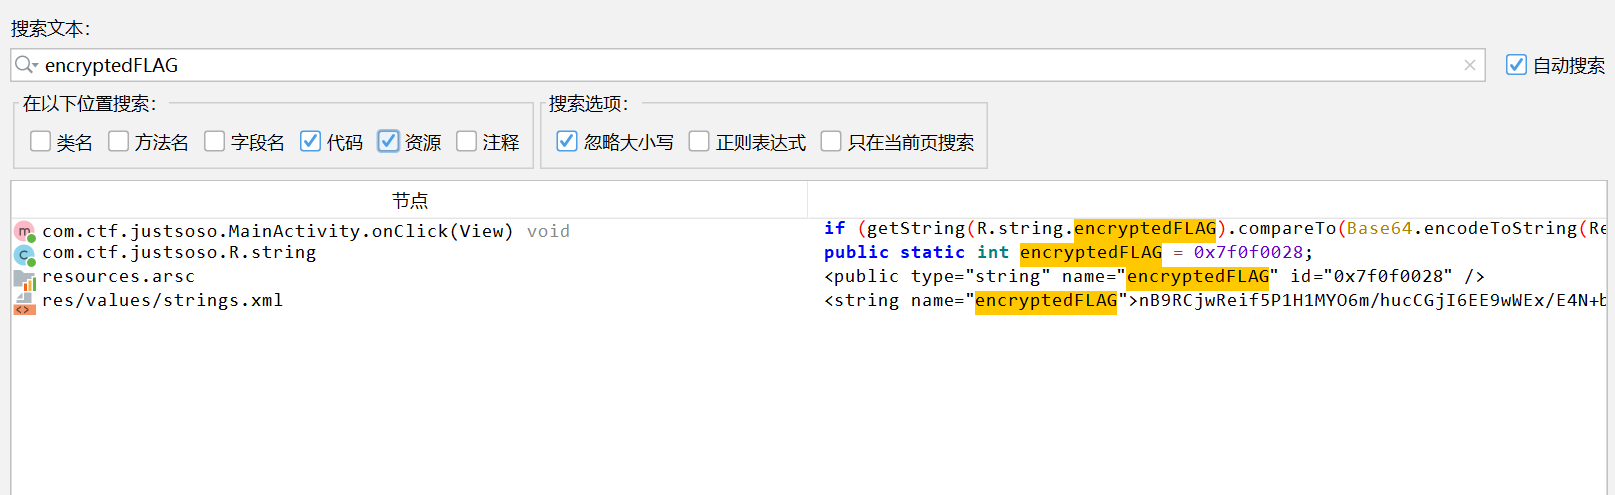 搜索文本：
encryptedFLAG
自动搜索
在以下位置搜索：
类名 方法名 字段名 代码 资源 注释
搜索选项：
忽略大小写 正则表达式 只在当前页搜索
节点
com.ctf.justsoso.MainActivity.onClick(View) void if (getString(R.string.encryptedFLAG).compareTo(Base64.encodeToString(Re
com.ctf.justsoso.R.string public static int encryptedFLAG = 0x7f0f0028;
resources.arsc <public type="string" name="encryptedFLAG" id="0x7f0f0028" />
res/values/strings.xml <string name="encryptedFLAG">nB9RCjwReif5P1H1MYO6m/hucCGjI6EE9wWEx/E4N+b